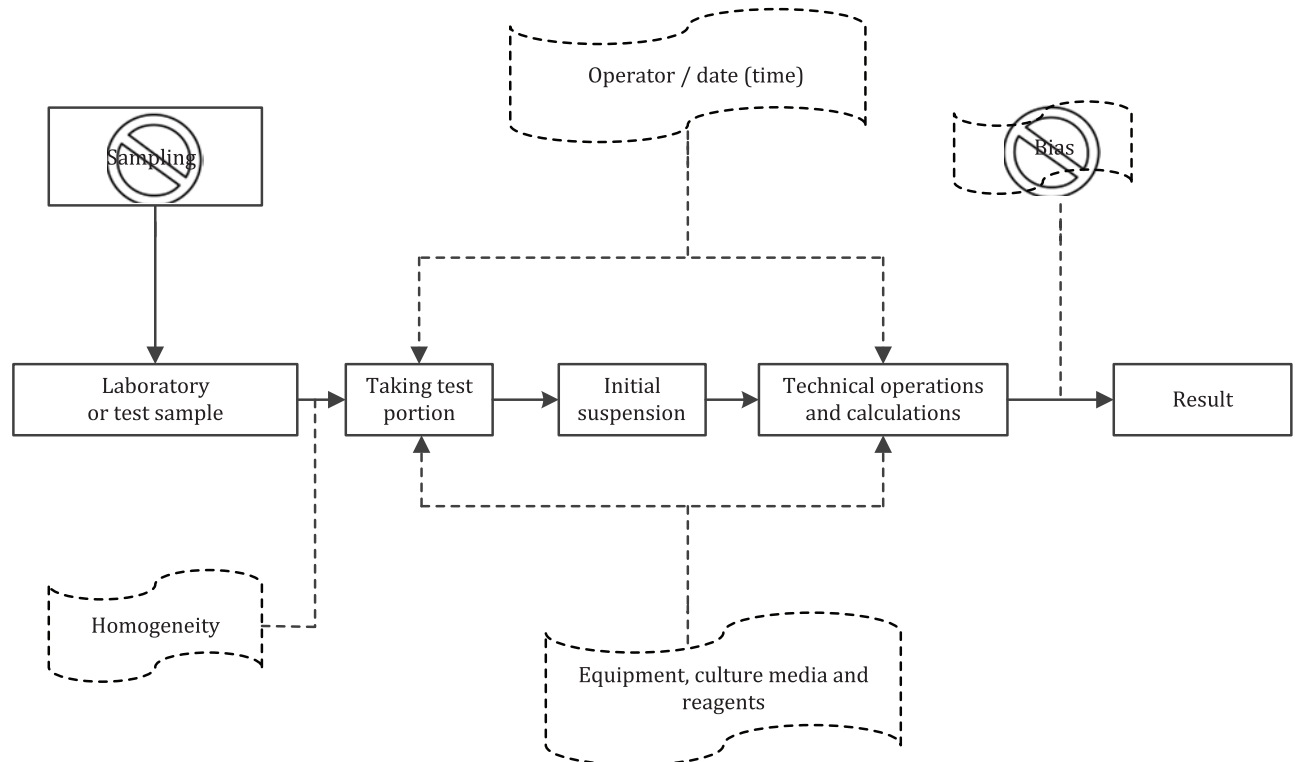 Operator / date (time)
Sampling
Bias
Laboratory
or test sample
Taking test
portion
Initial
suspension
Technical operations
and calculations
Result
Homogeneity
Equipment, culture media and
reagents